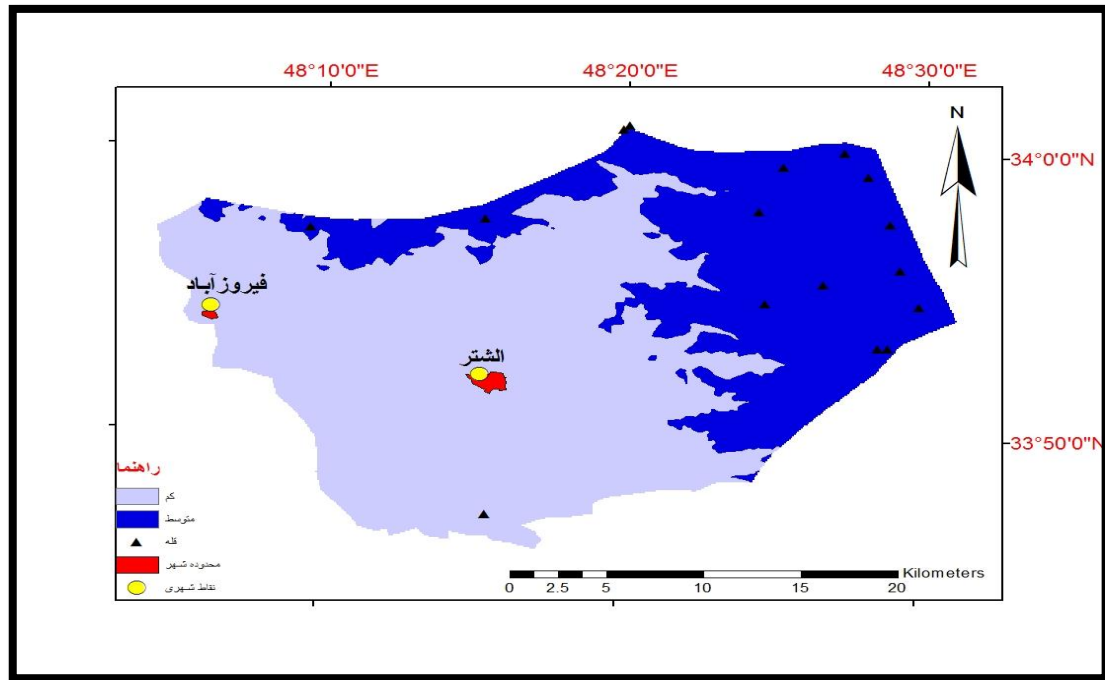 48°10'0"E 48°20'0"E 48°30'0"E
N
34°0'0"N
فیروزآباد
الشتر
33°50'0"N
راهنما
کم
متوسط
قله
محدوده شهر
نقاط شهری
Kilometers
0 2.5 5 10 15 20